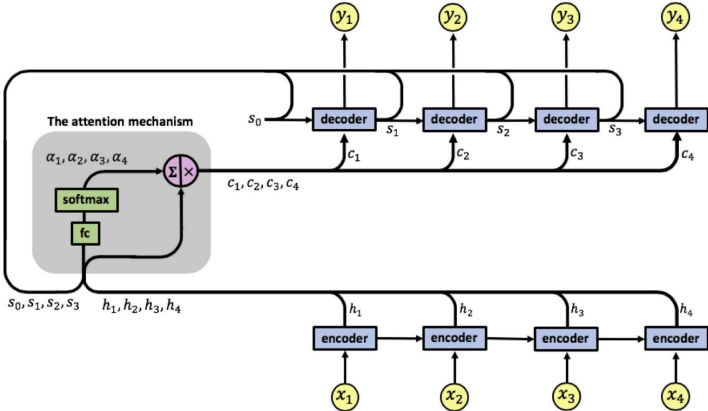 y₁ y₂ y₃ y₄
The attention mechanism
s₀ decoder s₁ decoder s₂ decoder s₃ decoder
α₁, α₂, α₃, α₄
c₁ c₂ c₃ c₄
Σ ×
softmax
c₁, c₂, c₃, c₄
fc
s₀, s₁, s₂, s₃ h₁, h₂, h₃, h₄
h₁ h₂ h₃ h₄
encoder encoder encoder encoder
x₁ x₂ x₃ x₄